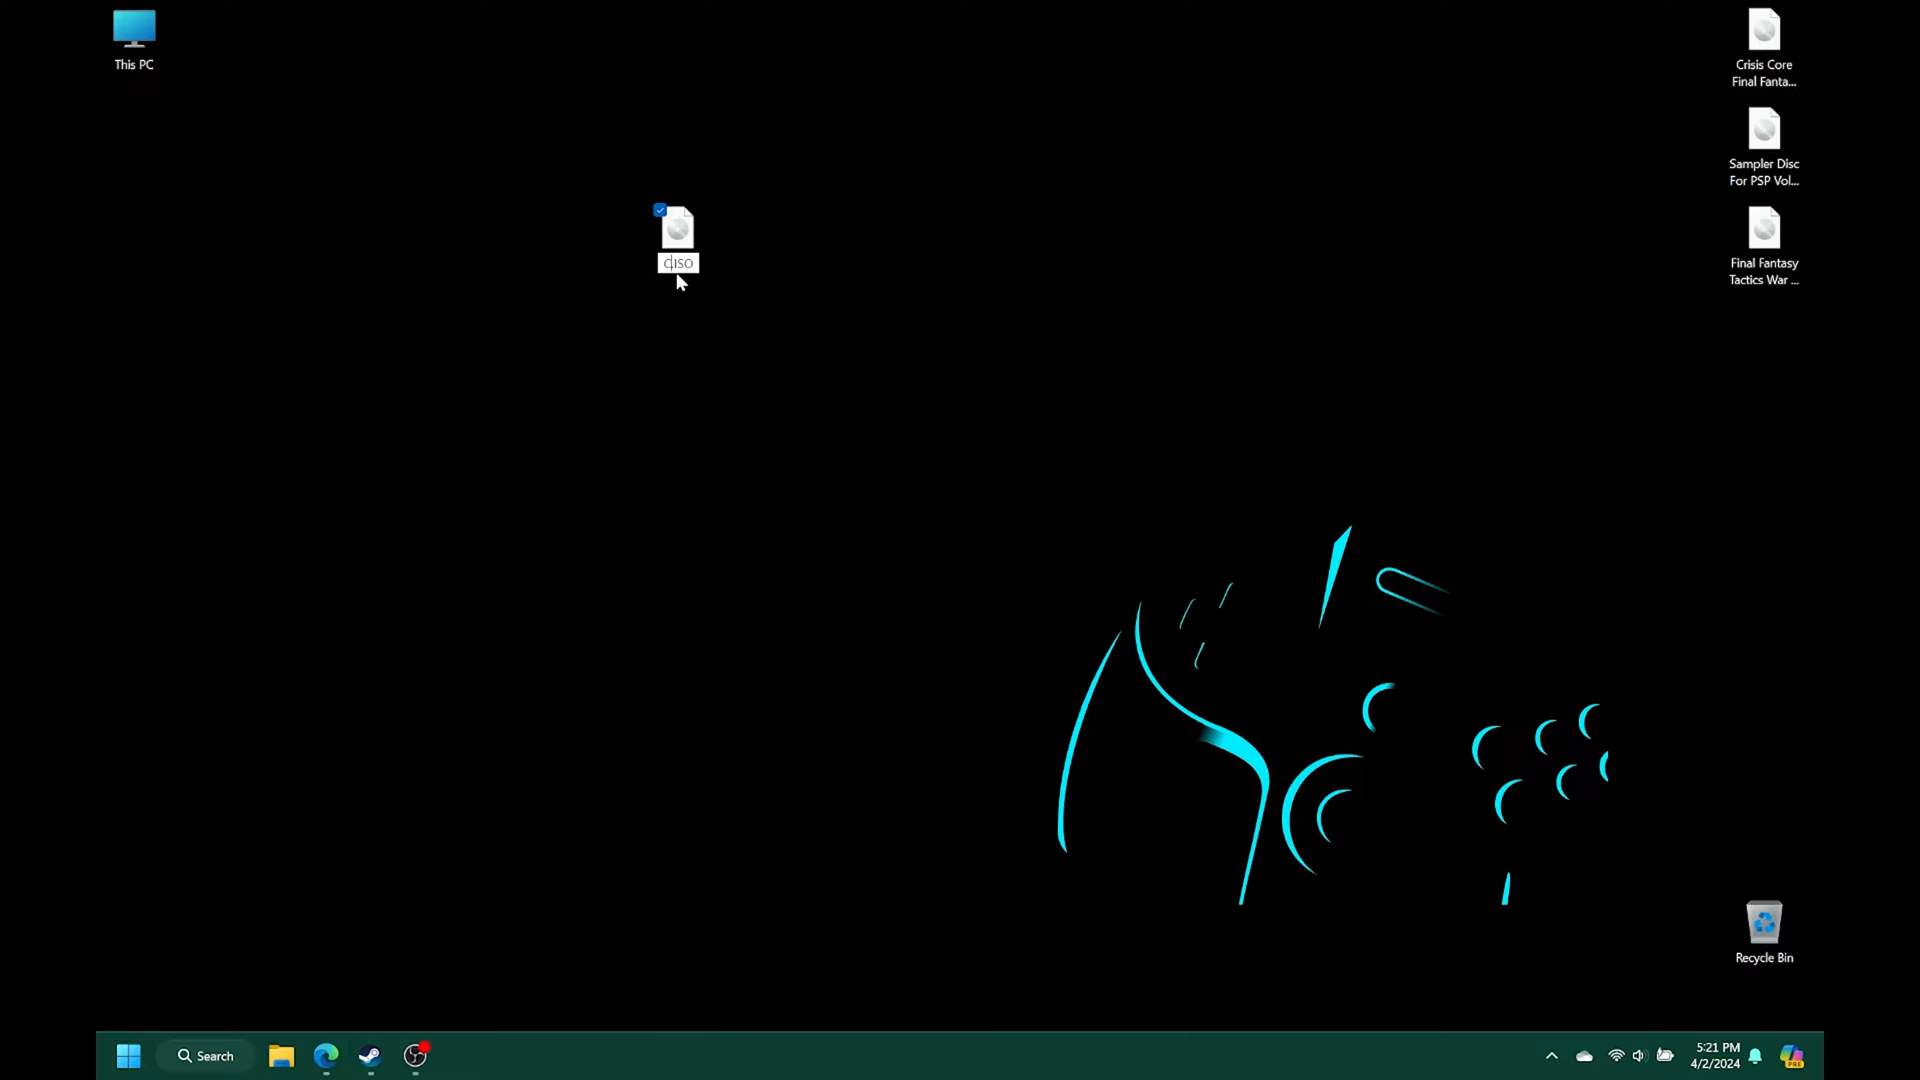 This PC
Crisis Core
Final Fanta...
Sampler Disc
For PSP Vol...
cISO
Final Fantasy
Tactics War ...
Recycle Bin
Search
5:21 PM
4/2/2024
PRE